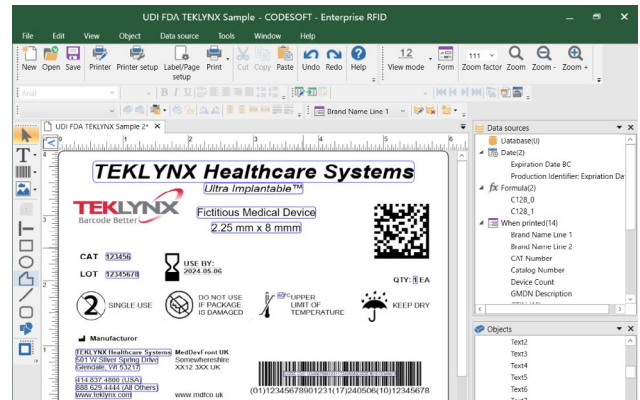 UDI FDA TEKLYNX Sample - CODESOFT - Enterprise RFID
File Edit View Object Data source Tools Window Help
New Open Save Printer Printer setup Label/Page setup Print Cut Copy Paste Undo Redo Help 12 View mode Form 111 Zoom factor Zoom Zoom - Zoom +
Arial
B I U
Brand Name Line 1
UDI FDA TEKLYNX Sample 2*
TEKLYNX Healthcare Systems
Ultra Implantable™
TEKLYNX
Barcode Better
Fictitious Medical Device
2.25 mm x 8 mmm
CAT 123456
LOT 12345678
USE BY:
2024-05-06
QTY: 1 EA
2 SINGLE USE
DO NOT USE
IF PACKAGE
IS DAMAGED
UPPER
LIMIT OF
TEMPERATURE
KEEP DRY
Manufacturer
TEKLYNX Healthcare Systems
501 W Silver Spring Drive
Glendale, WI 53217
414.837.4800 (USA)
888.629.4444 (All Others)
www.teklynx.com
MedDevFront UK
Somewhereshire
XX12 3XX UK
www.mdfco.uk
(01)12345678901231(17)240506(10)12345678
Data sources
Database(0)
Date(2)
Expiration Date BC
Production Identifier: Expriation Da
fx Formula(2)
C128_0
C128_1
When printed(14)
Brand Name Line 1
Brand Name Line 2
CAT Number
Catalog Number
Device Count
GMDN Description
Objects
Text2
Text3
Text4
Text5
Text6